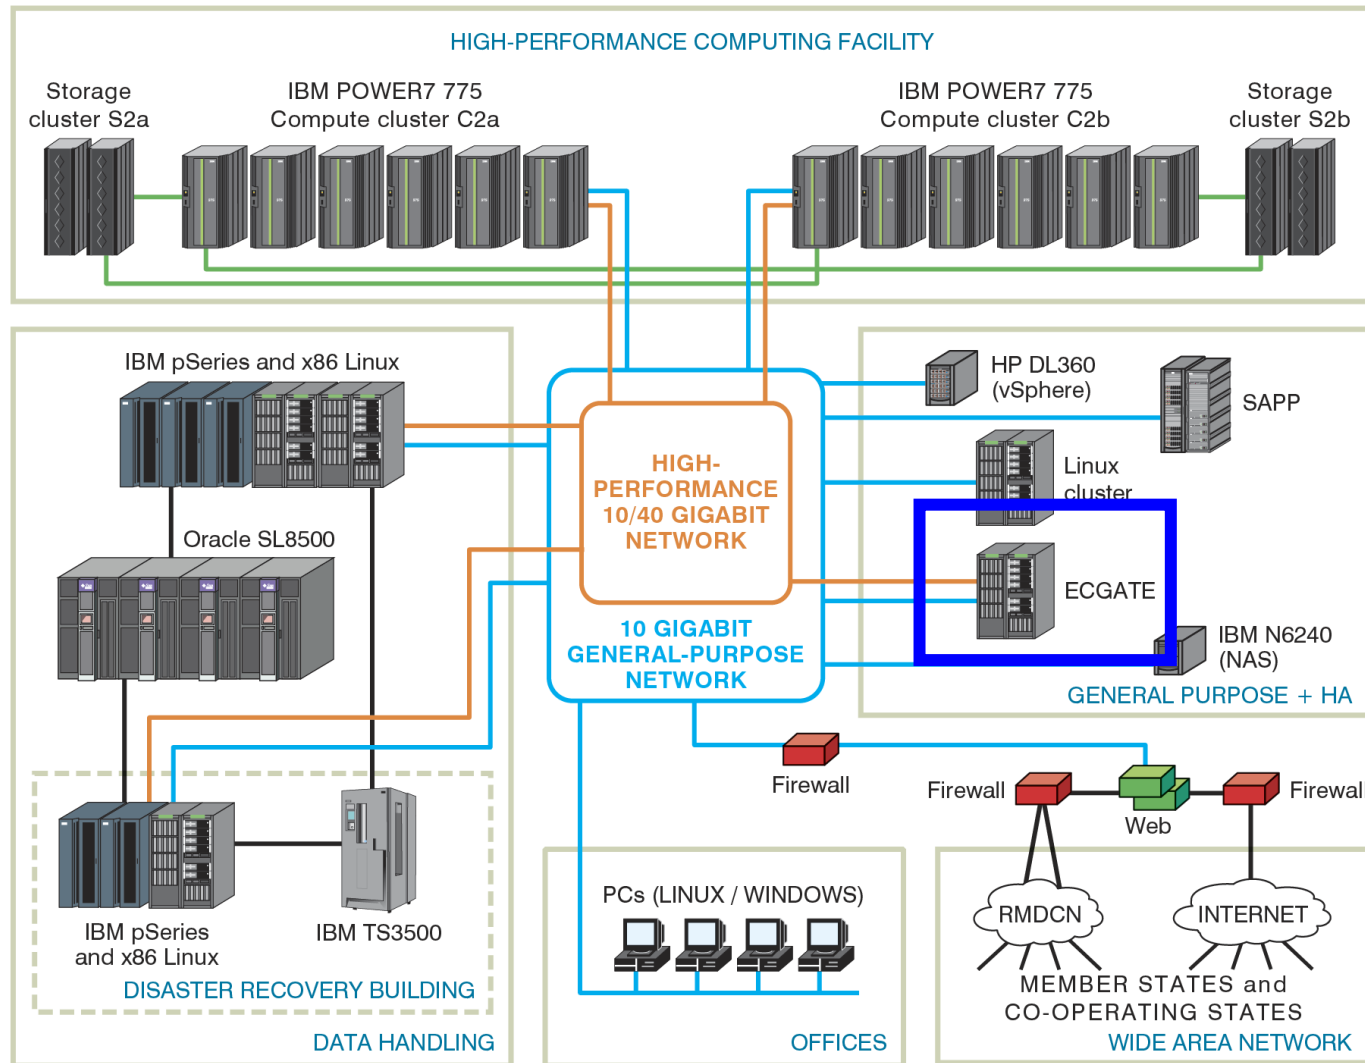 HIGH-PERFORMANCE COMPUTING FACILITY
Storage
cluster S2a
IBM POWER7 775
Compute cluster C2a
IBM POWER7 775
Compute cluster C2b
Storage
cluster S2b
IBM pSeries and x86 Linux
Oracle SL8500
IBM pSeries
and x86 Linux
IBM TS3500
DISASTER RECOVERY BUILDING
DATA HANDLING
HIGH-
PERFORMANCE
10/40 GIGABIT
NETWORK
10 GIGABIT
GENERAL-PURPOSE
NETWORK
HP DL360
(vSphere)
SAPP
Linux
cluster
ECGATE
IBM N6240
(NAS)
GENERAL PURPOSE + HA
Firewall
Firewall
Web
Firewall
PCs (LINUX / WINDOWS)
OFFICES
RMDCN
INTERNET
MEMBER STATES and
CO-OPERATING STATES
WIDE AREA NETWORK